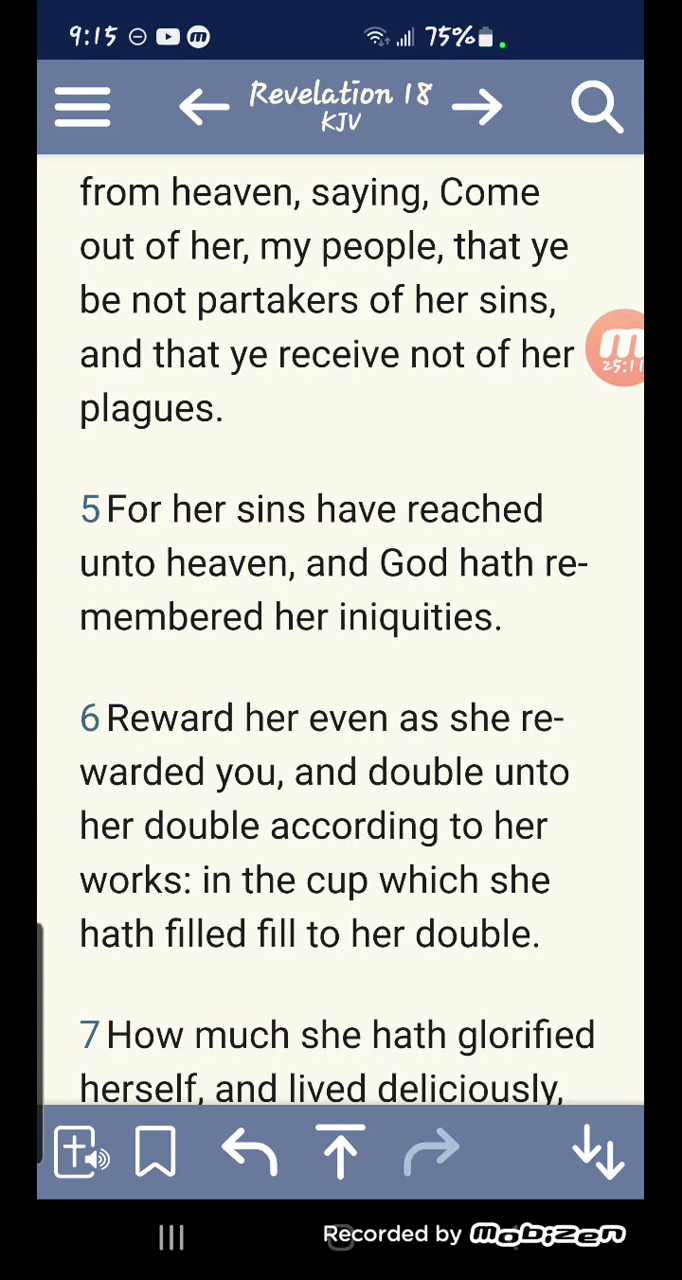 9:15 75%
Revelation 18
KJV
from heaven, saying, Come
out of her, my people, that ye
be not partakers of her sins,
and that ye receive not of her
plagues.
25:11
5 For her sins have reached
unto heaven, and God hath re-
membered her iniquities.
6 Reward her even as she re-
warded you, and double unto
her double according to her
works: in the cup which she
hath filled fill to her double.
7 How much she hath glorified
herself, and lived deliciously,
Recorded by mobizen